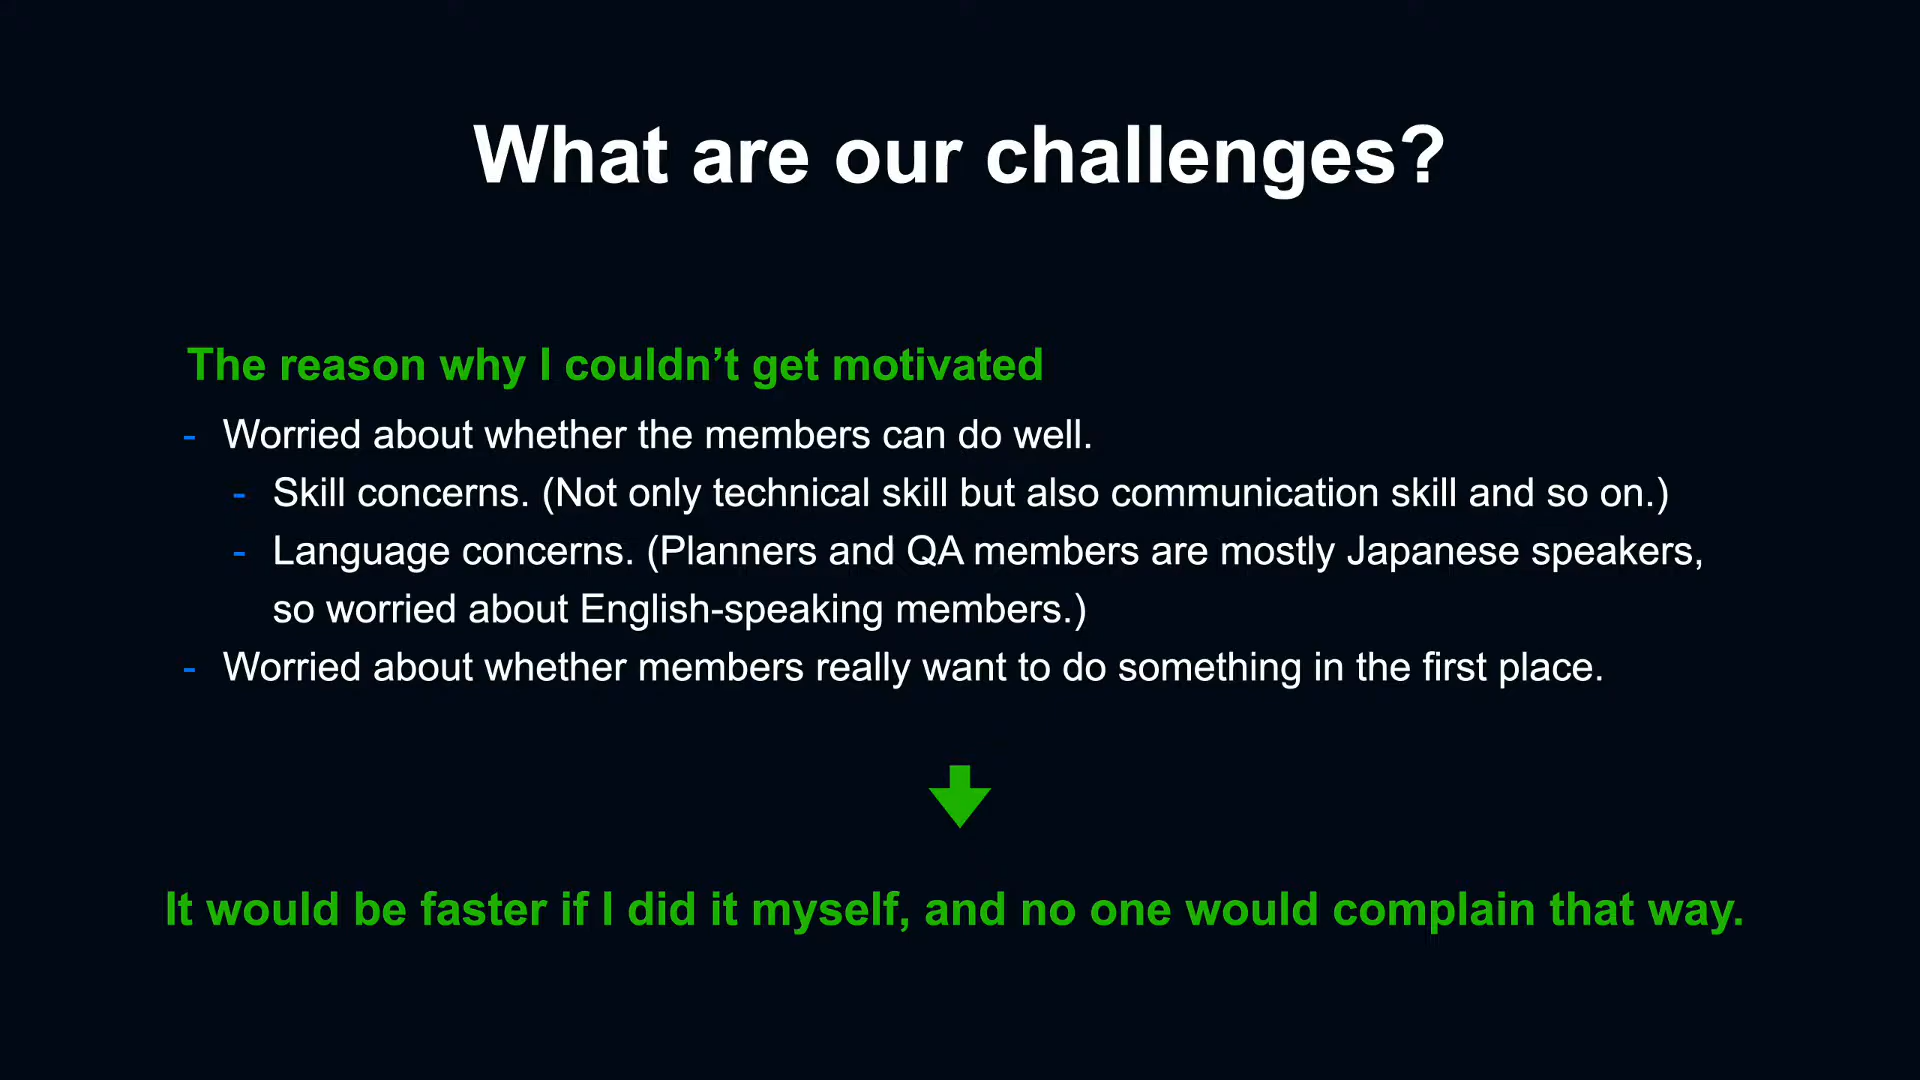 What are our challenges?
The reason why I couldn’t get motivated
- Worried about whether the members can do well.
- Skill concerns. (Not only technical skill but also communication skill and so on.)
- Language concerns. (Planners and QA members are mostly Japanese speakers,
so worried about English-speaking members.)
- Worried about whether members really want to do something in the first place.
It would be faster if I did it myself, and no one would complain that way.